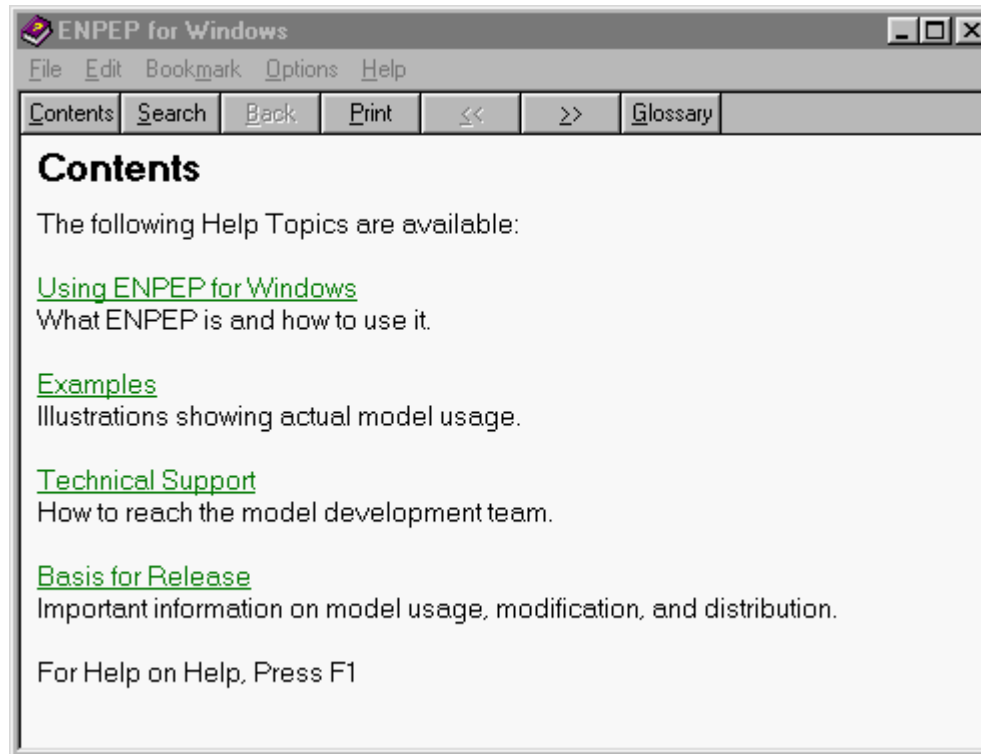 ENPEP for Windows
File Edit Bookmark Options Help
Contents Search Back Print << >> Glossary
Contents
The following Help Topics are available:
Using ENPEP for Windows
What ENPEP is and how to use it.
Examples
Illustrations showing actual model usage.
Technical Support
How to reach the model development team.
Basis for Release
Important information on model usage, modification, and distribution.
For Help on Help, Press F1